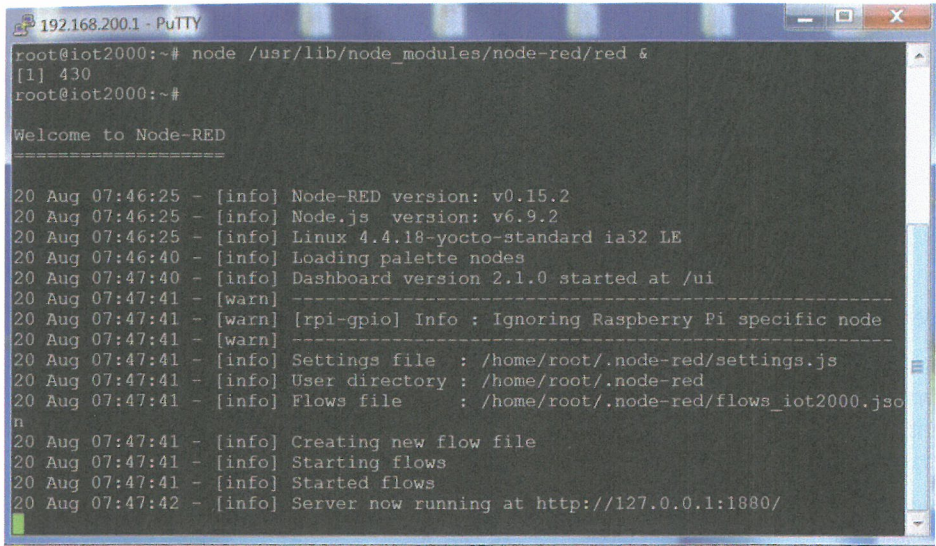 192.168.200.1 - PuTTY
root@iot2000:~# node /usr/lib/node_modules/node-red/red &
[1] 430
root@iot2000:~#
Welcome to Node-RED
===================
20 Aug 07:46:25 - [info] Node-RED version: v0.15.2
20 Aug 07:46:25 - [info] Node.js  version: v6.9.2
20 Aug 07:46:25 - [info] Linux 4.4.18-yocto-standard ia32 LE
20 Aug 07:46:40 - [info] Loading palette nodes
20 Aug 07:47:40 - [info] Dashboard version 2.1.0 started at /ui
20 Aug 07:47:41 - [warn] ------------------------------------------------------
20 Aug 07:47:41 - [warn] [rpi-gpio] Info : Ignoring Raspberry Pi specific node
20 Aug 07:47:41 - [warn] ------------------------------------------------------
20 Aug 07:47:41 - [info] Settings file  : /home/root/.node-red/settings.js
20 Aug 07:47:41 - [info] User directory : /home/root/.node-red
20 Aug 07:47:41 - [info] Flows file     : /home/root/.node-red/flows_iot2000.jso
n
20 Aug 07:47:41 - [info] Creating new flow file
20 Aug 07:47:41 - [info] Starting flows
20 Aug 07:47:41 - [info] Started flows
20 Aug 07:47:42 - [info] Server now running at http://127.0.0.1:1880/